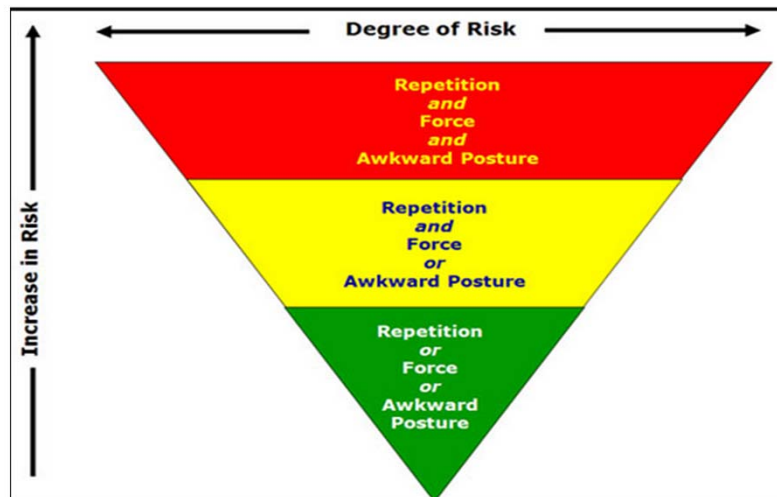 Degree of Risk
Increase in Risk
Repetition
and
Force
and
Awkward Posture
Repetition
and
Force
or
Awkward Posture
Repetition
or
Force
or
Awkward
Posture